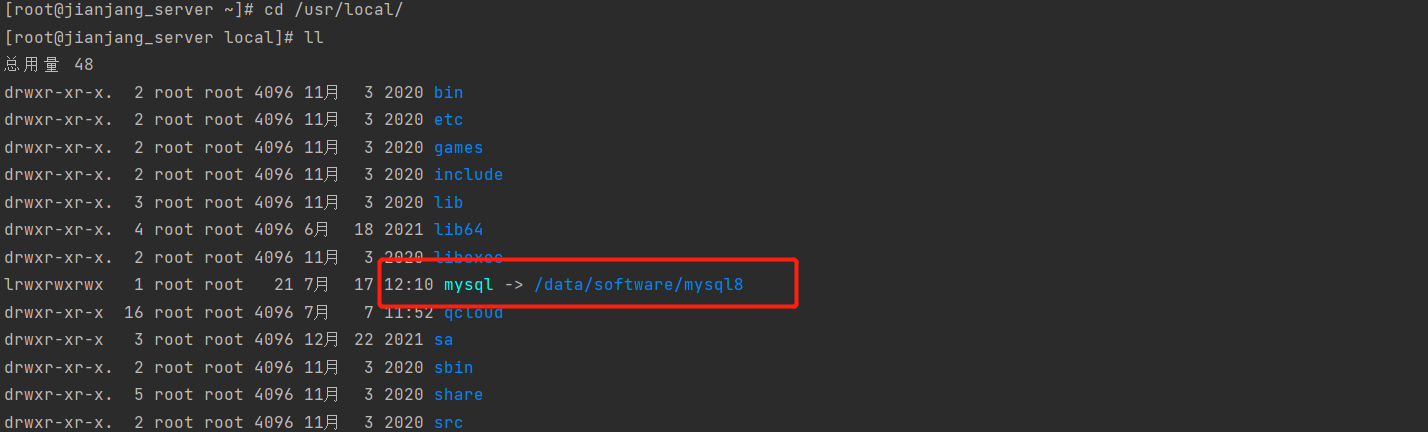 [root@jianjang_server ~]# cd /usr/local/
[root@jianjang_server local]# ll
总用量 48
drwxr-xr-x.  2 root root 4096 11月  3 2020 bin
drwxr-xr-x.  2 root root 4096 11月  3 2020 etc
drwxr-xr-x.  2 root root 4096 11月  3 2020 games
drwxr-xr-x.  2 root root 4096 11月  3 2020 include
drwxr-xr-x.  3 root root 4096 11月  3 2020 lib
drwxr-xr-x.  4 root root 4096 6月  18 2021 lib64
drwxr-xr-x.  2 root root 4096 11月  3 2020 libexec
lrwxrwxrwx   1 root root   21 7月  17 12:10 mysql -> /data/software/mysql8
drwxr-xr-x  16 root root 4096 7月   7 11:52 qcloud
drwxr-xr-x   3 root root 4096 12月 22 2021 sa
drwxr-xr-x.  2 root root 4096 11月  3 2020 sbin
drwxr-xr-x.  5 root root 4096 11月  3 2020 share
drwxr-xr-x.  2 root root 4096 11月  3 2020 src